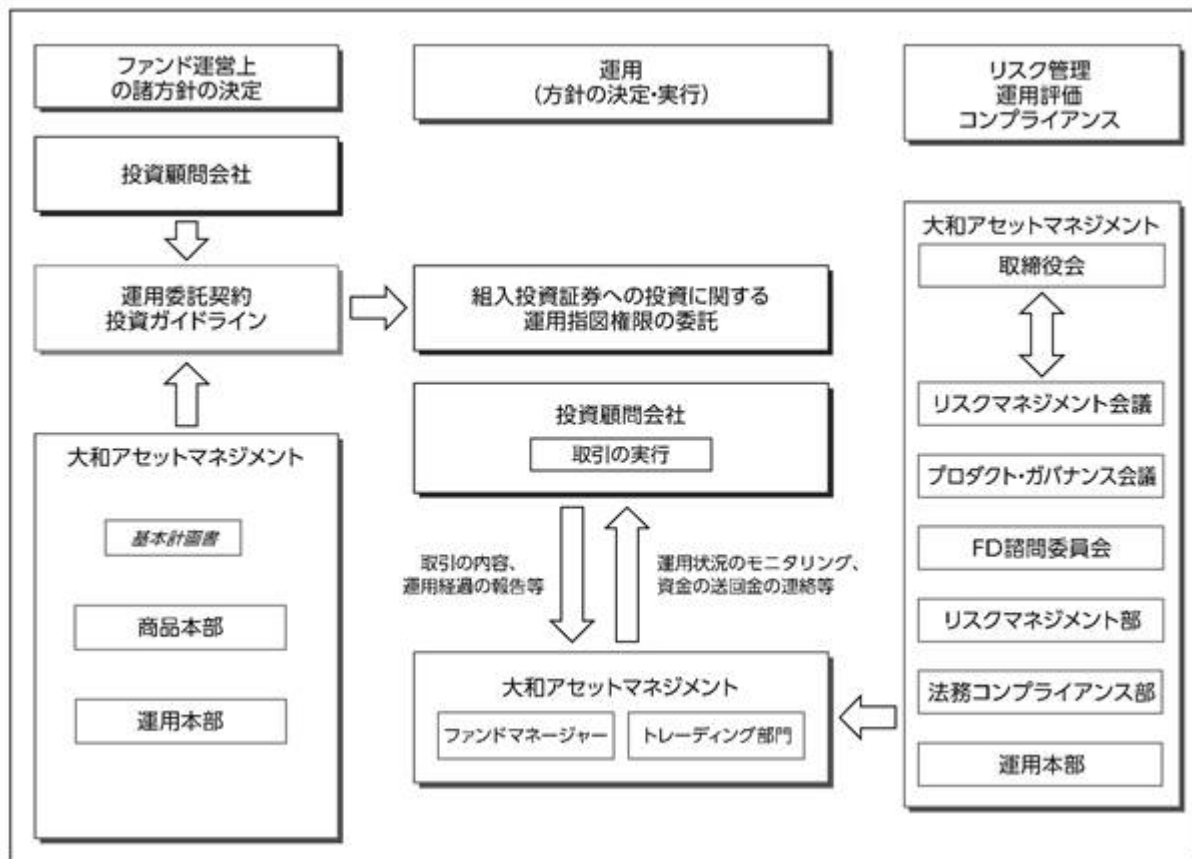 ファンド運営上
の諸方針の決定
運用
(方針の決定・実行)
リスク管理
運用評価
コンプライアンス
投資顧問会社
運用委託契約
投資ガイドライン
組入投資証券への投資に関する
運用指図権限の委託
大和アセットマネジメント
取締役会
リスクマネジメント会議
プロダクト・ガバナンス会議
FD諮問委員会
リスクマネジメント部
法務コンプライアンス部
運用本部
投資顧問会社
取引の実行
取引の内容、
運用経過の報告等
運用状況のモニタリング、
資金の送回金の連絡等
大和アセットマネジメント
ファンドマネージャー
トレーディング部門
大和アセットマネジメント
基本計画書
商品本部
運用本部